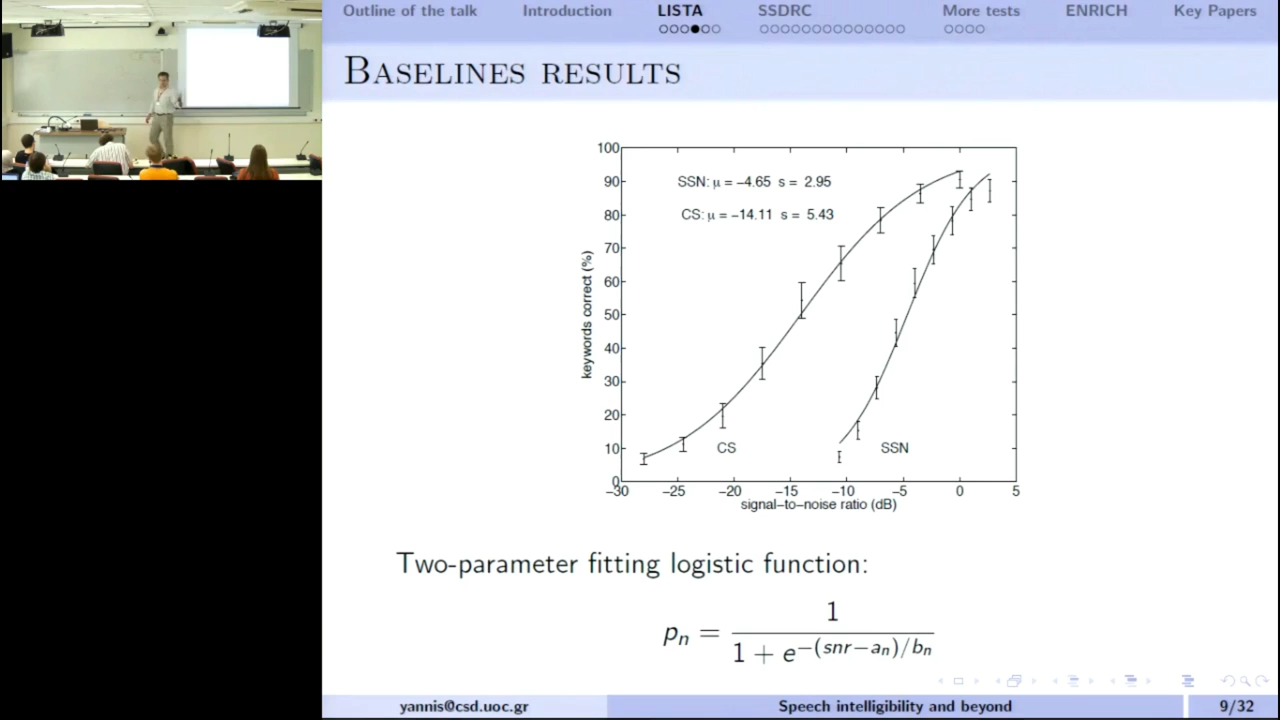 Outline of the talk Introduction LISTA SSDRC More tests ENRICH Key Papers
Baselines results
100
90
80
70
60
50
40
30
20
10
0
keywords correct (%)
SSN: μ = −4.65 s = 2.95
CS: μ = −14.11 s = 5.43
CS
SSN
−30 −25 −20 −15 −10 −5 0 5
signal−to−noise ratio (dB)
Two-parameter fitting logistic function:
pₙ = 1 / (1 + e^{−(snr−aₙ)/bₙ})
yannis@csd.uoc.gr Speech intelligibility and beyond 9/32